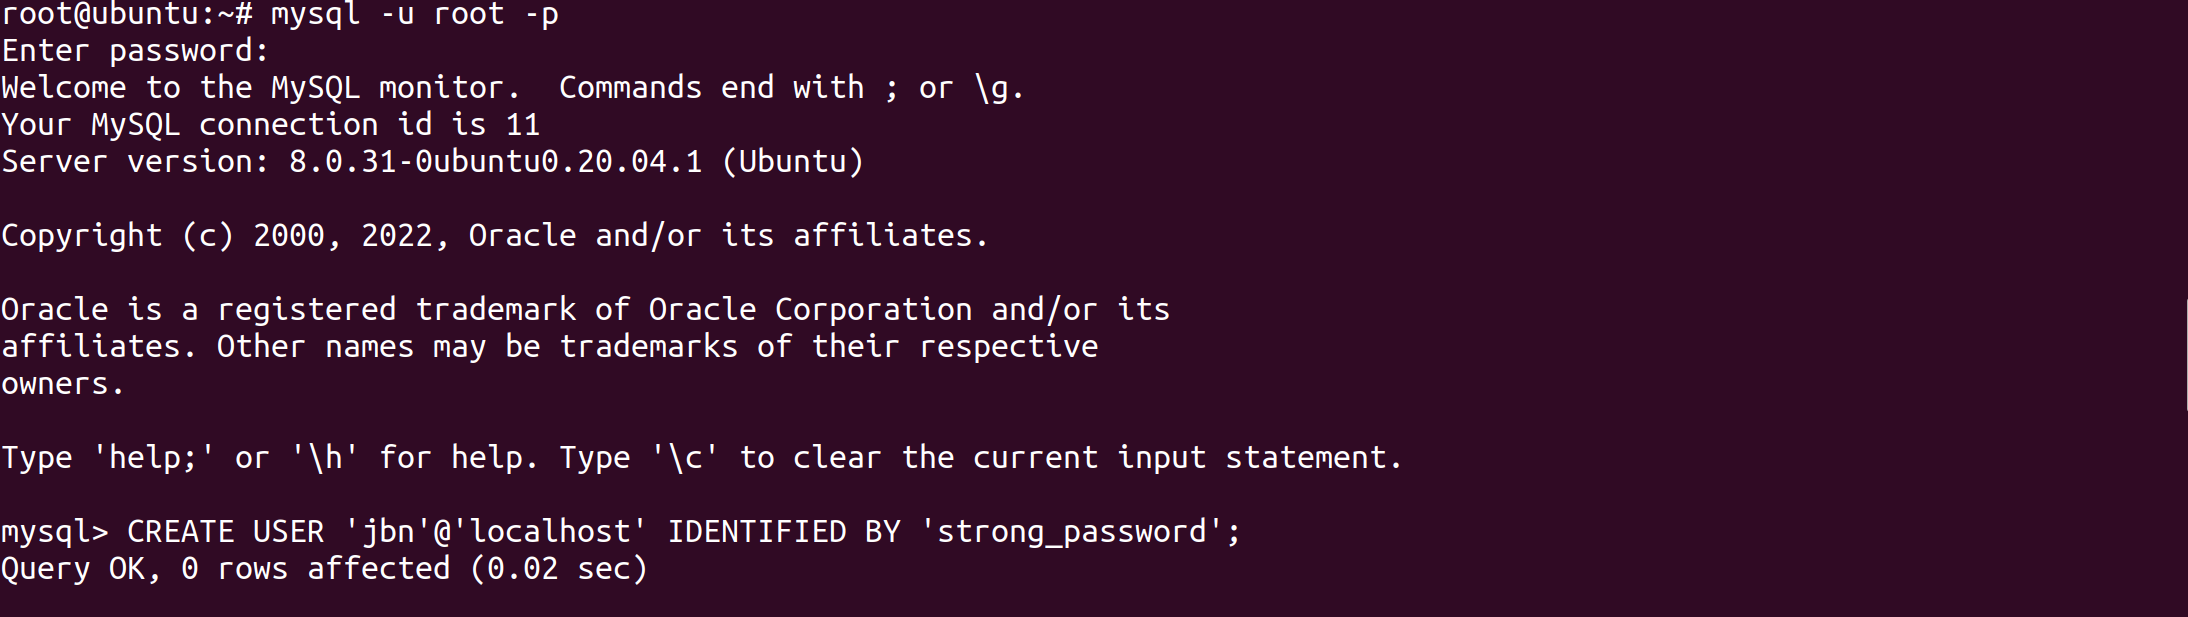 root@ubuntu:~# mysql -u root -p
Enter password:
Welcome to the MySQL monitor.  Commands end with ; or \g.
Your MySQL connection id is 11
Server version: 8.0.31-0ubuntu0.20.04.1 (Ubuntu)
Copyright (c) 2000, 2022, Oracle and/or its affiliates.
Oracle is a registered trademark of Oracle Corporation and/or its
affiliates. Other names may be trademarks of their respective
owners.
Type 'help;' or '\h' for help. Type '\c' to clear the current input statement.
mysql> CREATE USER 'jbn'@'localhost' IDENTIFIED BY 'strong_password';
Query OK, 0 rows affected (0.02 sec)